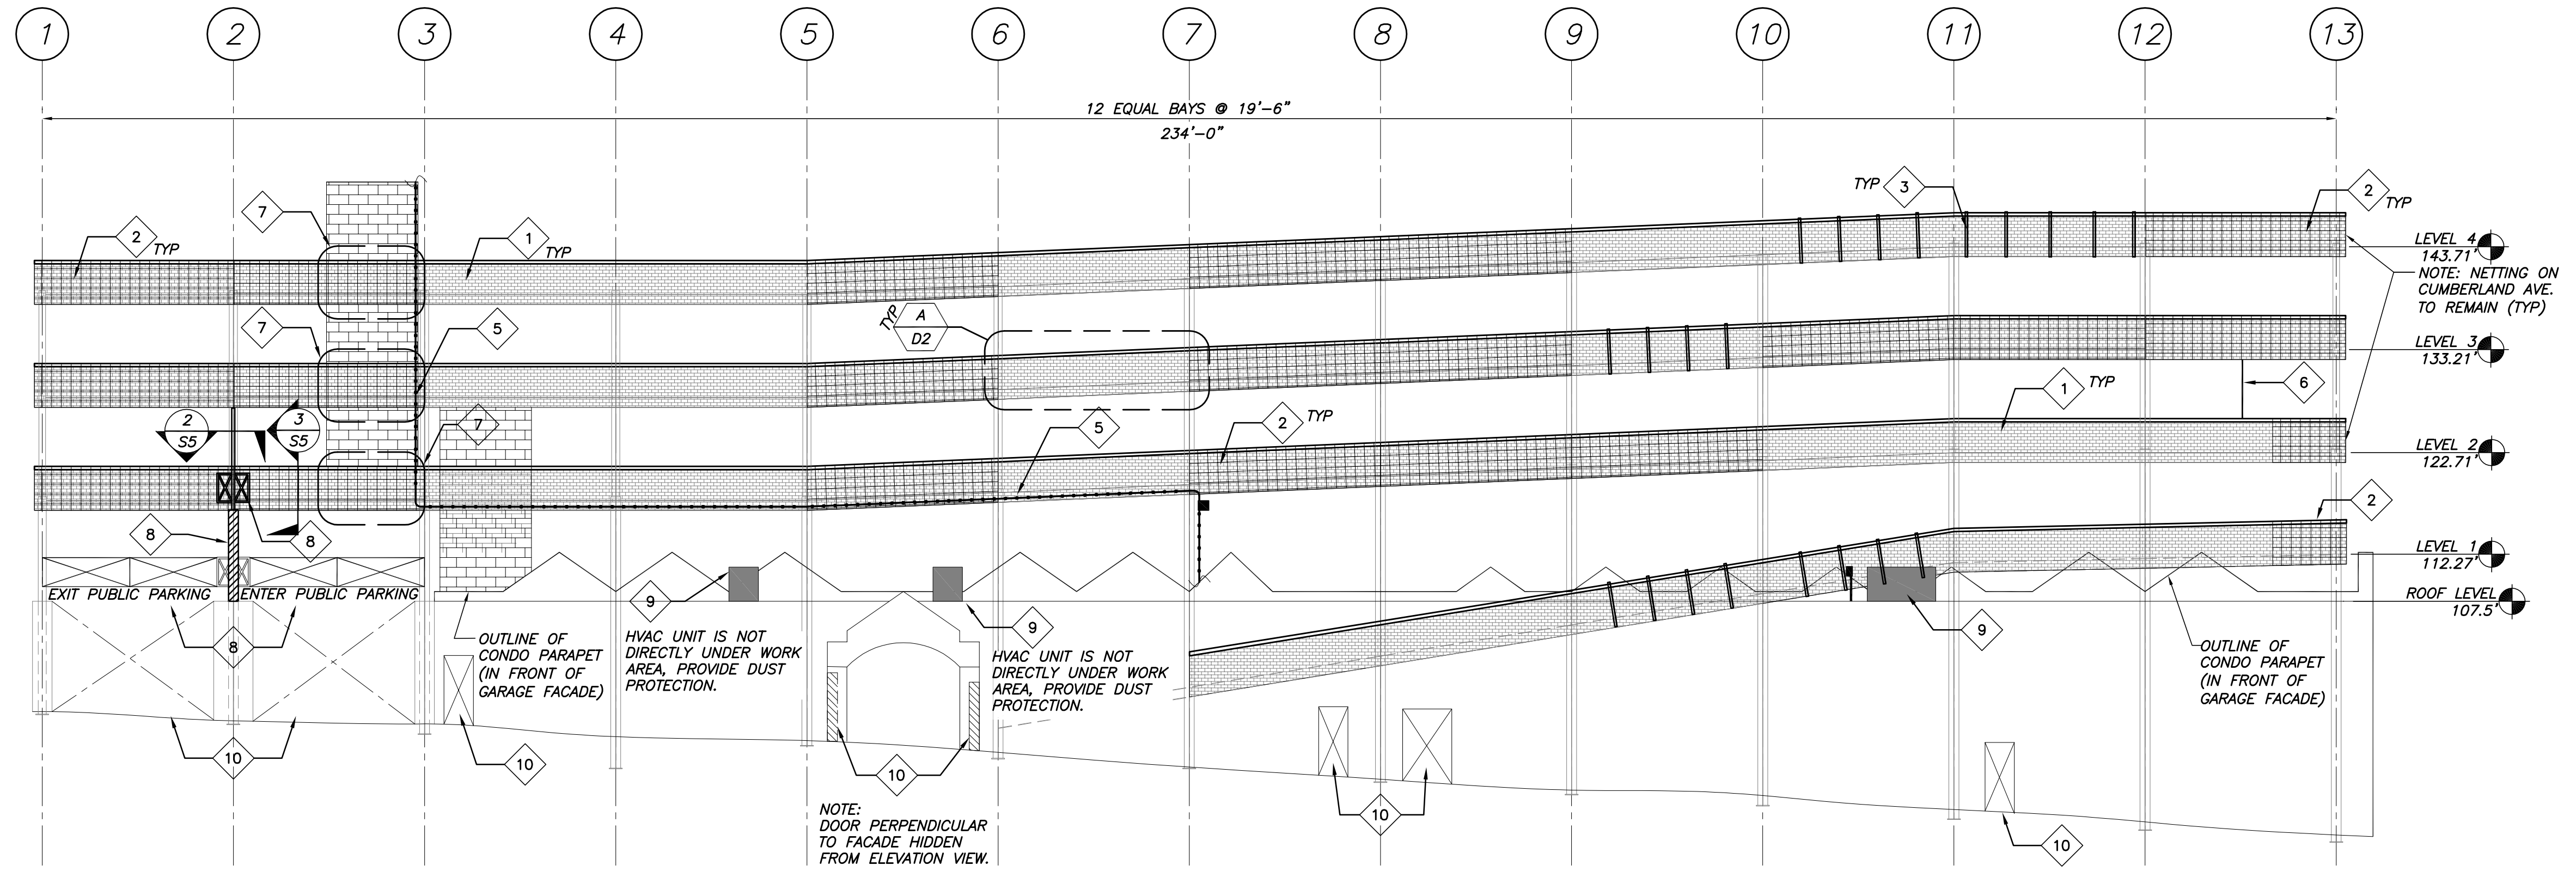 1 2 3 4 5 6 7 8 9 10 11 12 13
12 EQUAL BAYS @ 19'-6"
234'-0"
TYP 3
2 TYP
7
2 TYP
1 TYP
LEVEL 4
143.71'
NOTE: NETTING ON
CUMBERLAND AVE.
TO REMAIN (TYP)
7
5
TYP
A
D2
LEVEL 3
133.21'
6
1 TYP
2
S5
3
S5
7
5
2 TYP
LEVEL 2
122.71'
2
8
8
LEVEL 1
112.27'
EXIT PUBLIC PARKING
ENTER PUBLIC PARKING
9
ROOF LEVEL
107.5'
8
OUTLINE OF
CONDO PARAPET
(IN FRONT OF
GARAGE FACADE)
HVAC UNIT IS NOT
DIRECTLY UNDER WORK
AREA, PROVIDE DUST
PROTECTION.
9
HVAC UNIT IS NOT
DIRECTLY UNDER WORK
AREA, PROVIDE DUST
PROTECTION.
9
OUTLINE OF
CONDO PARAPET
(IN FRONT OF
GARAGE FACADE)
10
10
10
NOTE:
DOOR PERPENDICULAR
TO FACADE HIDDEN
FROM ELEVATION VIEW.
10
10